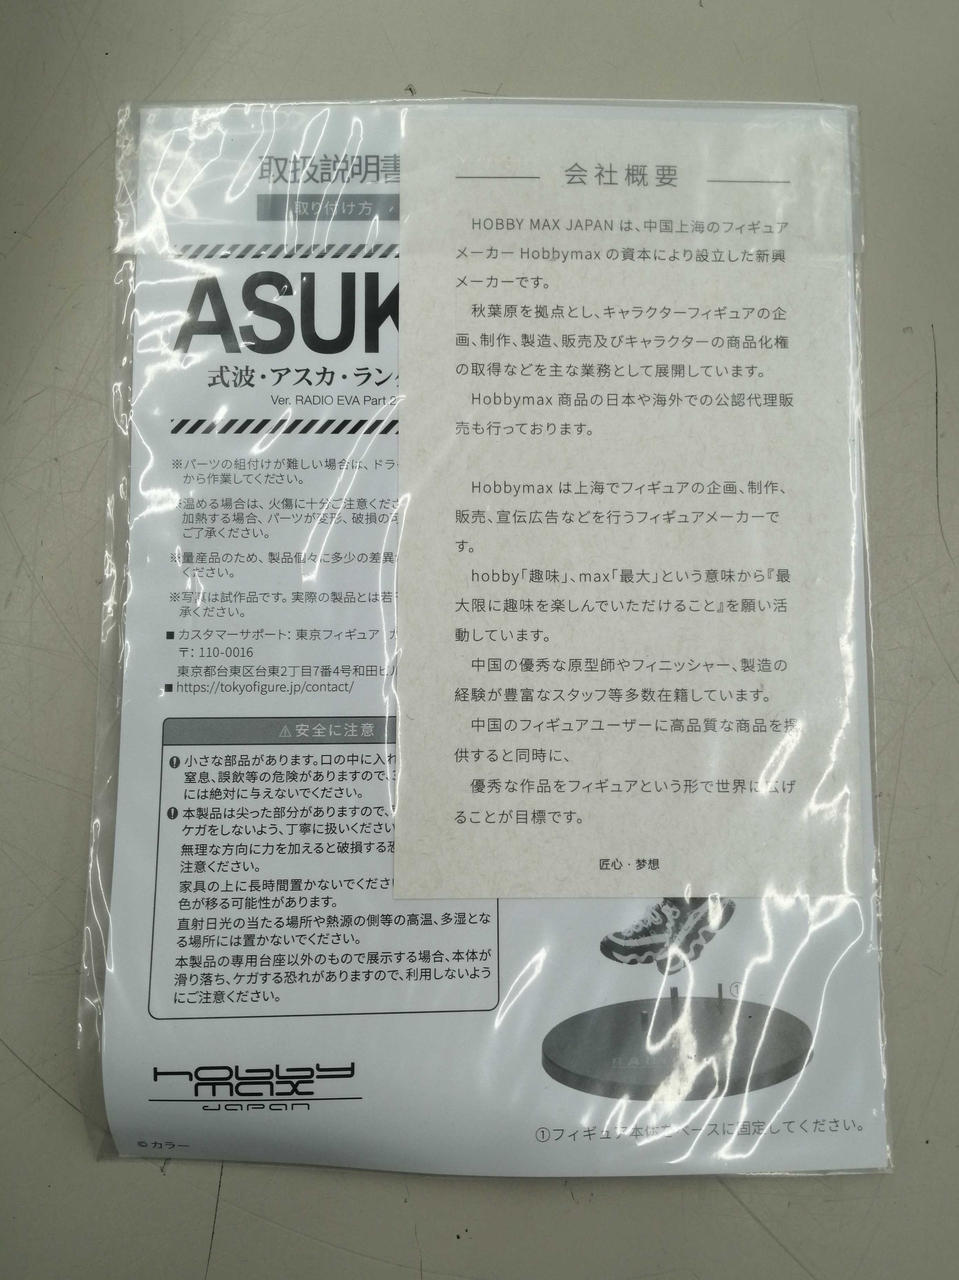 取扱説明書
取り付け方
ASUK
式波・アスカ・ラング
Ver. RADIO EVA Part 2
※パーツの組付けが難しい場合は、ドラ
から作業してください。
※温める場合は、火傷に十分ご注意くださ
加熱する場合、パーツが変形、破損の可
ご了承ください。
※量産品のため、製品個々に多少の差異
ください。
※写真は試作品です。実際の製品とは若干
承ください。
■カスタマーサポート：東京フィギュア カ
〒：110-0016
東京都台東区台東2丁目7番4号和田ビル
■https://tokyofigure.jp/contact/
⚠安全に注意
小さな部品があります。口の中に入れ
窒息、誤飲等の危険がありますので、3
には絶対に与えないでください。
本製品は尖った部分がありますので、
ケガをしないよう、丁寧に扱いください
無理な方向に力を加えると破損する恐
注意ください。
家具の上に長時間置かないでくださ
色が移る可能性があります。
直射日光の当たる場所や熱源の側等の高温、多湿とな
る場所には置かないでください。
本製品の専用台座以外のもので展示する場合、本体が
滑り落ち、ケガする恐れがありますので、利用しないよう
にご注意ください。
hobby
max
JAPAN
©カラー
会社概要
HOBBY MAX JAPAN は、中国上海のフィギュア
メーカー Hobbymax の資本により設立した新興
メーカーです。
秋葉原を拠点とし、キャラクターフィギュアの企
画、制作、製造、販売及びキャラクターの商品化権
の取得などを主な業務として展開しています。
Hobbymax 商品の日本や海外での公認代理販
売も行っております。
Hobbymax は上海でフィギュアの企画、制作、
販売、宣伝広告などを行うフィギュアメーカーで
す。
hobby「趣味」、max「最大」という意味から『最
大限に趣味を楽しんでいただけること』を願い活
動しています。
中国の優秀な原型師やフィニッシャー、製造の
経験が豊富なスタッフ等多数在籍しています。
中国のフィギュアユーザーに高品質な商品を提
供すると同時に、
優秀な作品をフィギュアという形で世界に広げ
ることが目標です。
匠心・梦想
①
①フィギュア本体をベースに固定してください。